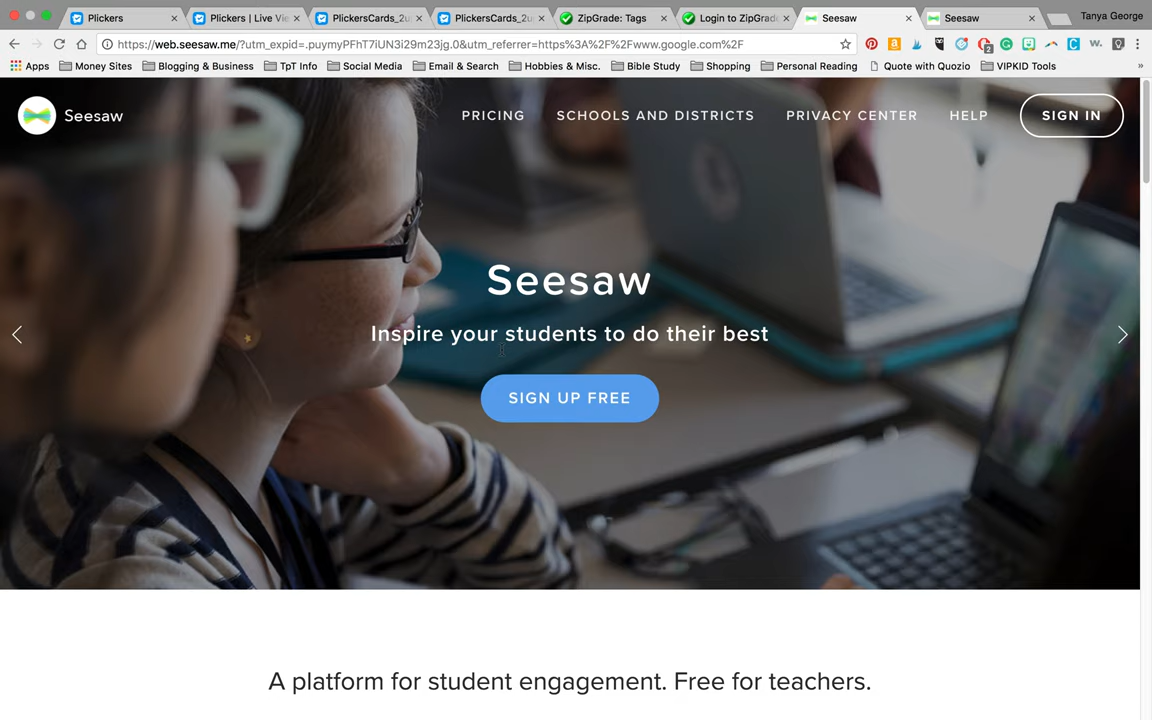 Plickers
Plickers | Live Vie
PlickersCards_2u
PlickersCards_2u
ZipGrade: Tags
Login to ZipGrade
Seesaw
Seesaw
Tanya George
https://web.seesaw.me/?utm_expid=.puymyPFhT7iUN3i29m23jg.0&utm_referrer=https%3A%2F%2Fwww.google.com%2F
Apps
Money Sites
Blogging & Business
TpT Info
Social Media
Email & Search
Hobbies & Misc.
Bible Study
Shopping
Personal Reading
Quote with Quozio
VIPKID Tools
»
Seesaw
PRICING
SCHOOLS AND DISTRICTS
PRIVACY CENTER
HELP
SIGN IN
Seesaw
Inspire your students to do their best
SIGN UP FREE
A platform for student engagement. Free for teachers.